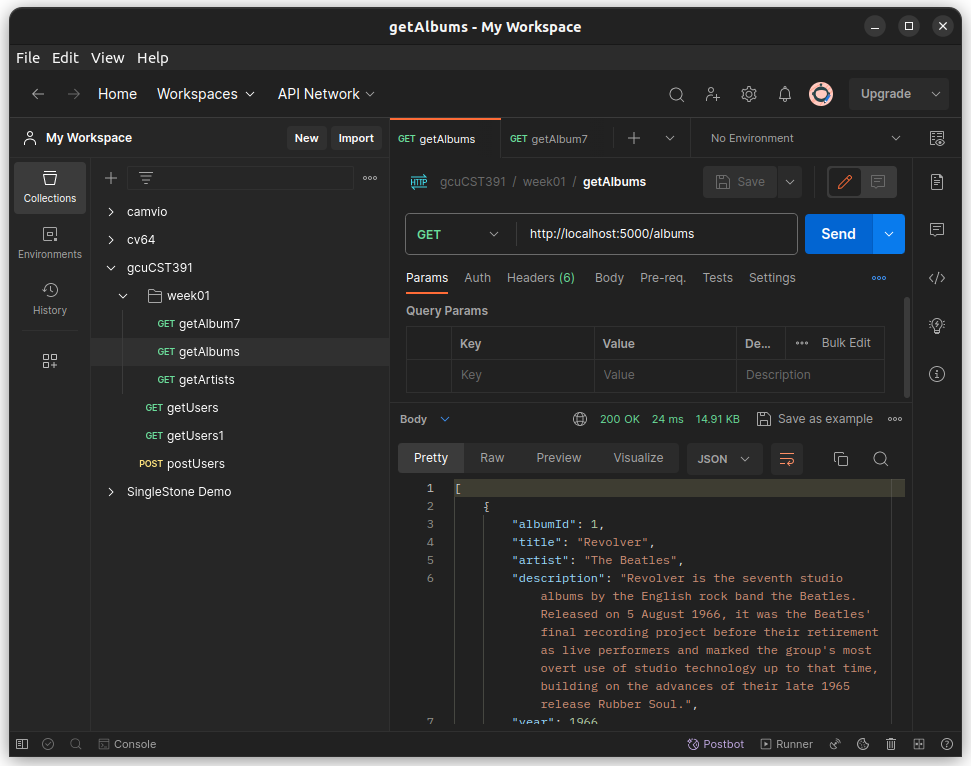 getAlbums - My Workspace
File Edit View Help
Home Workspaces API Network Upgrade
My Workspace New Import
GET getAlbums GET getAlbum7 No Environment
Collections
Environments
History
camvio
cv64
gcuCST391
week01
GET getAlbum7
GET getAlbums
GET getArtists
GET getUsers
GET getUsers1
POST postUsers
SingleStone Demo
HTTP gcuCST391 / week01 / getAlbums Save
GET http://localhost:5000/albums Send
Params Auth Headers (6) Body Pre-req. Tests Settings
Query Params
Key Value De... Bulk Edit
Key Value Description
Body 200 OK 24 ms 14.91 KB Save as example
Pretty Raw Preview Visualize JSON
1 [
2 {
3 "albumId": 1,
4 "title": "Revolver",
5 "artist": "The Beatles",
6 "description": "Revolver is the seventh studio
albums by the English rock band the Beatles.
Released on 5 August 1966, it was the Beatles'
final recording project before their retirement
as live performers and marked the group's most
overt use of studio technology up to that time,
building on the advances of their late 1965
release Rubber Soul.",
7 "year": 1966
Console Postbot Runner